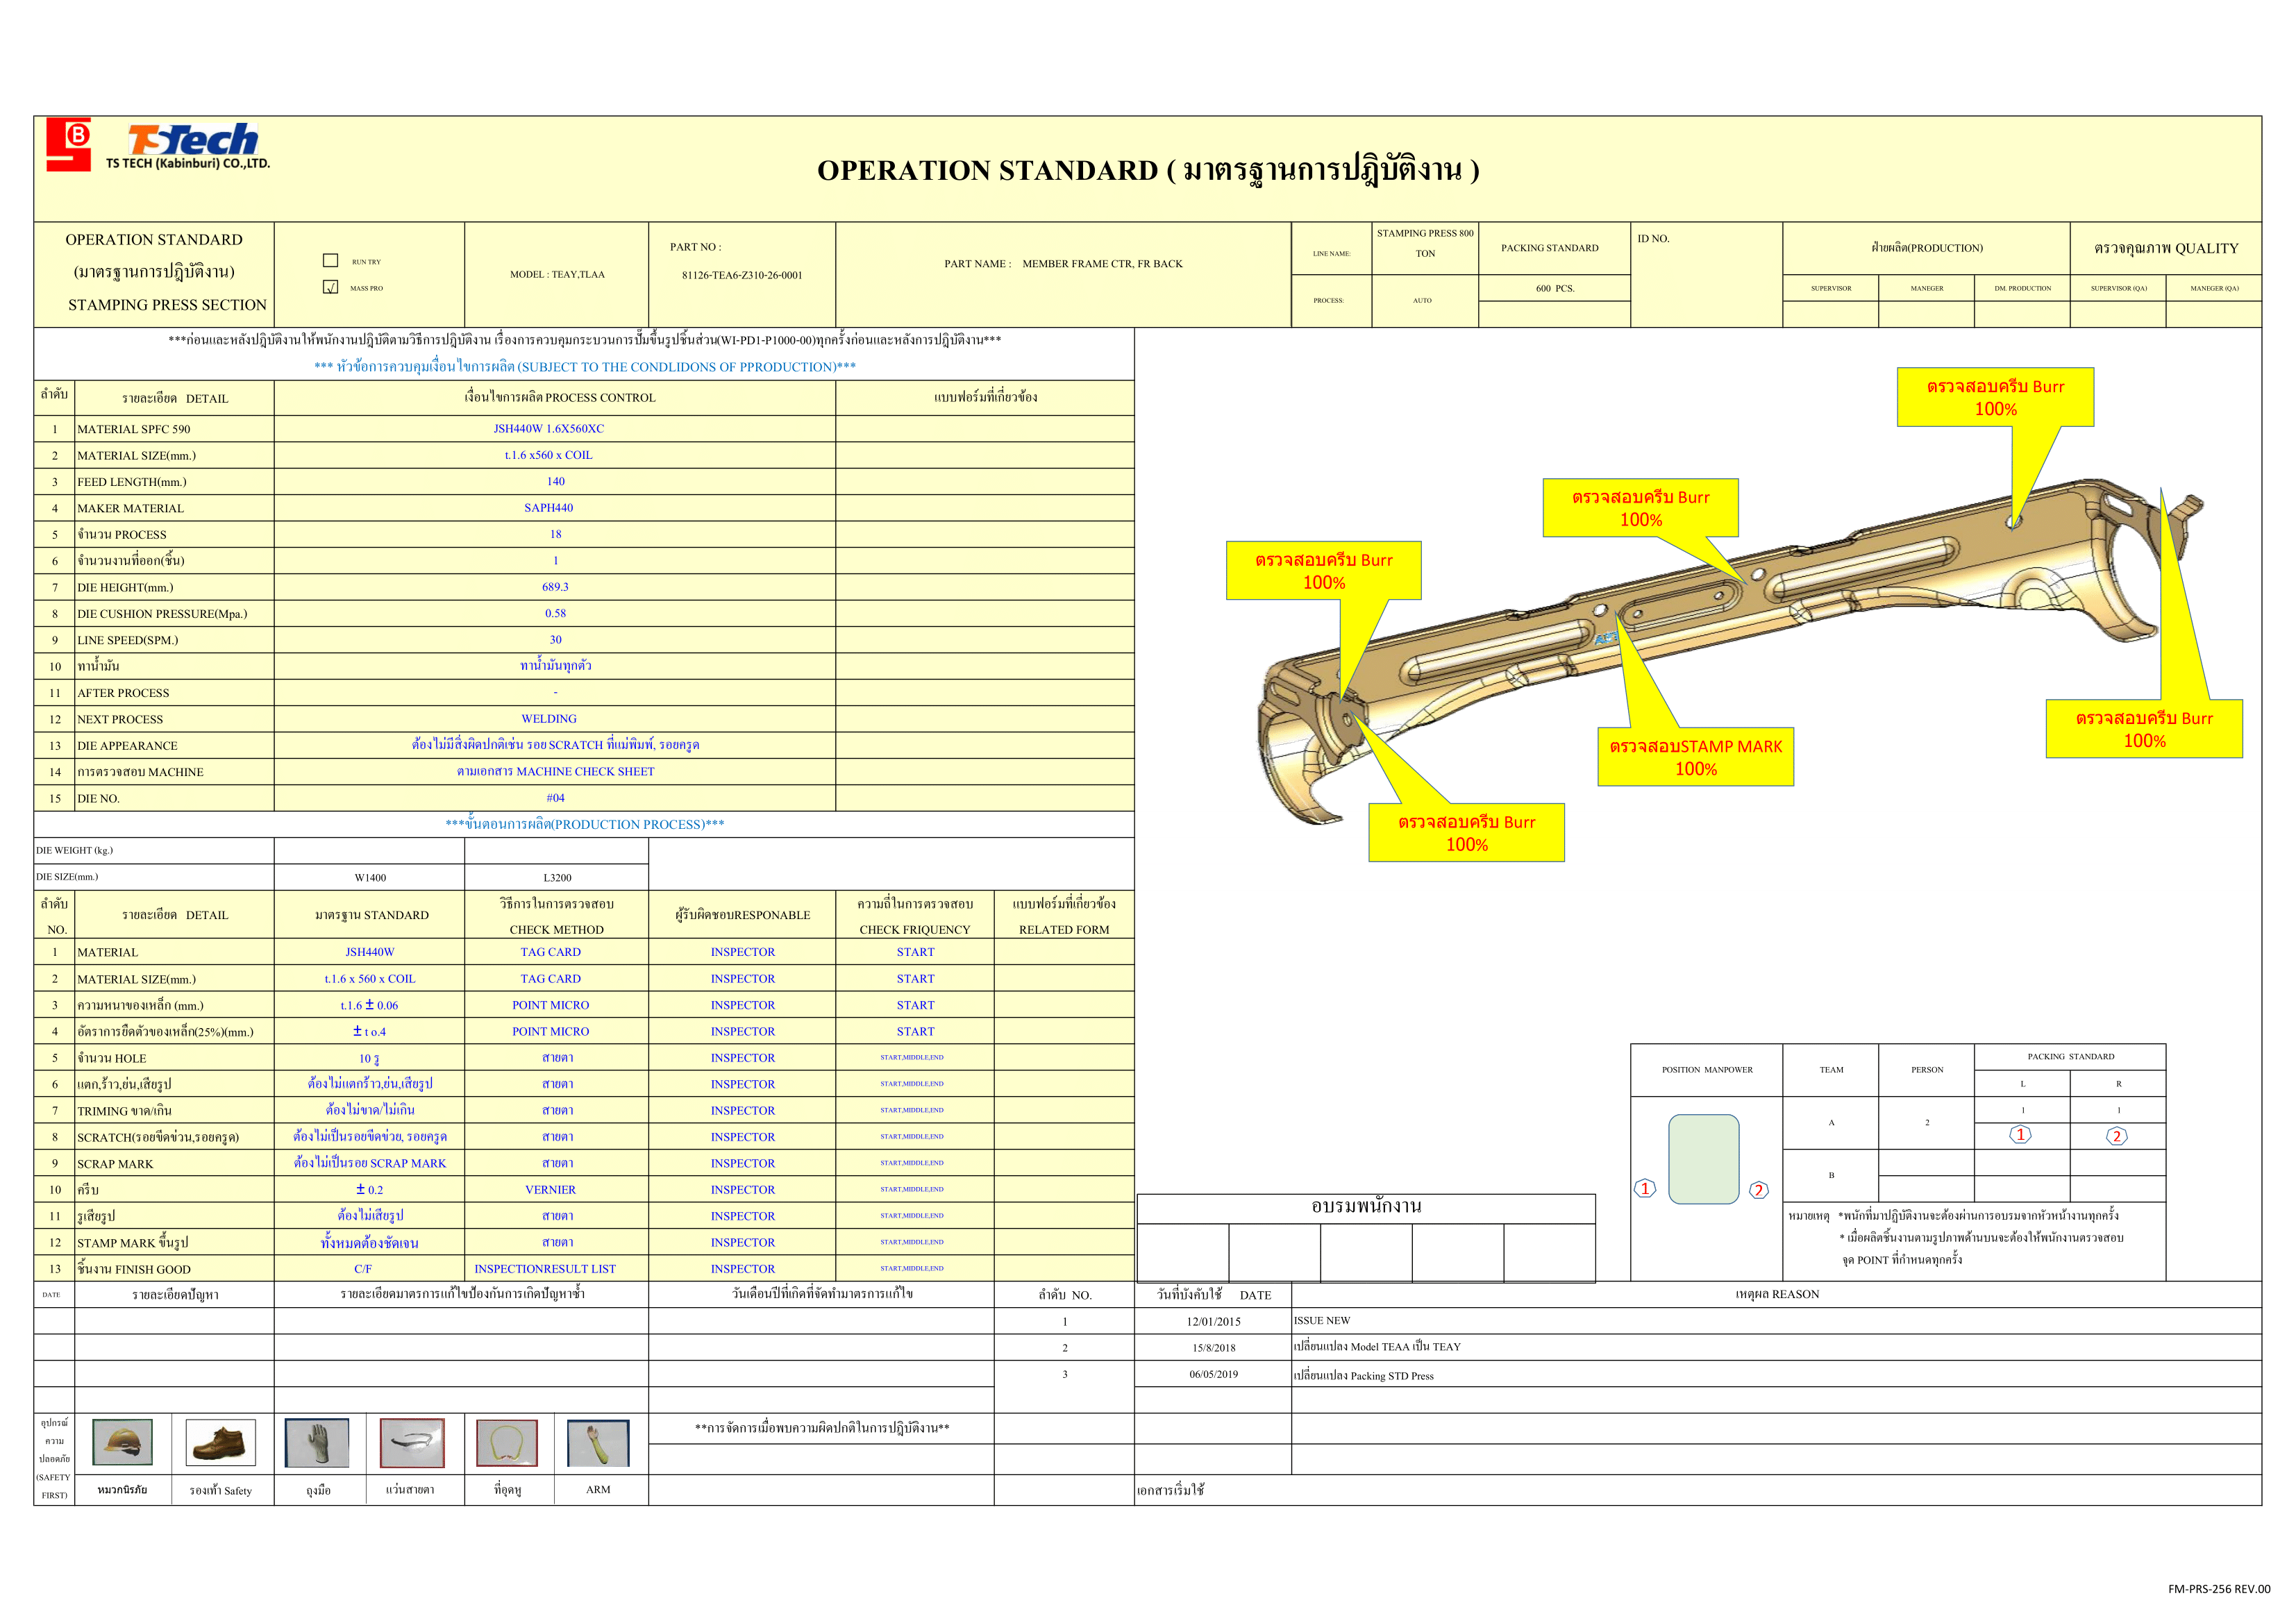 B TSTech
TS TECH (Kabinburi) CO.,LTD.
OPERATION STANDARD ( มาตรฐานการปฎิบัติงาน )
OPERATION STANDARD
(มาตรฐานการปฎิบัติงาน)
STAMPING PRESS SECTION
RUN TRY
√ MASS PRO
MODEL : TEAY,TLAA
PART NO :
81126-TEA6-Z310-26-0001
PART NAME : MEMBER FRAME CTR, FR BACK
LINE NAME:
STAMPING PRESS 800
TON
PROCESS:
AUTO
PACKING STANDARD
600 PCS.
ID NO.
ฝ่ายผลิต(PRODUCTION)
ตรวจคุณภาพ QUALITY
SUPERVISOR MANEGER DM. PRODUCTION SUPERVISOR (QA) MANEGER (QA)
***ก่อนและหลังปฎิบัติงานให้พนักงานปฎิบัติตามวิธีการปฎิบัติงาน เรื่องการควบคุมกระบวนการปั๊มขึ้นรูปชิ้นส่วน(WI-PD1-P1000-00)ทุกครั้งก่อนและหลังการปฎิบัติงาน***
*** หัวข้อการควบคุมเงื่อนไขการผลิต (SUBJECT TO THE CONDLIDONS OF PPRODUCTION)***
ลำดับ รายละเอียด DETAIL เงื่อนไขการผลิต PROCESS CONTROL แบบฟอร์มที่เกี่ยวข้อง
1 MATERIAL SPFC 590 JSH440W 1.6X560XC
2 MATERIAL SIZE(mm.) t.1.6 x560 x COIL
3 FEED LENGTH(mm.) 140
4 MAKER MATERIAL SAPH440
5 จำนวน PROCESS 18
6 จำนวนงานที่ออก(ชิ้น) 1
7 DIE HEIGHT(mm.) 689.3
8 DIE CUSHION PRESSURE(Mpa.) 0.58
9 LINE SPEED(SPM.) 30
10 ทาน้ำมัน ทาน้ำมันทุกตัว
11 AFTER PROCESS -
12 NEXT PROCESS WELDING
13 DIE APPEARANCE ต้องไม่มีสิ่งผิดปกติเช่น รอย SCRATCH ที่แม่พิมพ์, รอยครูด
14 การตรวจสอบ MACHINE ตามเอกสาร MACHINE CHECK SHEET
15 DIE NO. #04
***ขั้นตอนการผลิต(PRODUCTION PROCESS)***
DIE WEIGHT (kg.)
DIE SIZE(mm.) W1400 L3200
ลำดับ
NO.
รายละเอียด DETAIL
มาตรฐาน STANDARD
วิธีการในการตรวจสอบ
CHECK METHOD
ผู้รับผิดชอบRESPONABLE
ความถี่ในการตรวจสอบ
CHECK FRIQUENCY
แบบฟอร์มที่เกี่ยวข้อง
RELATED FORM
1 MATERIAL JSH440W TAG CARD INSPECTOR START
2 MATERIAL SIZE(mm.) t.1.6 x 560 x COIL TAG CARD INSPECTOR START
3 ความหนาของเหล็ก (mm.) t.1.6 ± 0.06 POINT MICRO INSPECTOR START
4 อัตราการยืดตัวของเหล็ก(25%)(mm.) ± t o.4 POINT MICRO INSPECTOR START
5 จำนวน HOLE 10 รู สายตา INSPECTOR START,MIDDLE,END
6 แตก,ร้าว,ย่น,เสียรูป ต้องไม่แตกร้าว,ย่น,เสียรูป สายตา INSPECTOR START,MIDDLE,END
7 TRIMING ขาด/เกิน ต้องไม่ขาด/ไม่เกิน สายตา INSPECTOR START,MIDDLE,END
8 SCRATCH(รอยขีดข่วน,รอยครูด) ต้องไม่เป็นรอยขีดข่วย, รอยครูด สายตา INSPECTOR START,MIDDLE,END
9 SCRAP MARK ต้องไม่เป็นรอย SCRAP MARK สายตา INSPECTOR START,MIDDLE,END
10 ครีบ ± 0.2 VERNIER INSPECTOR START,MIDDLE,END
11 รูเสียรูป ต้องไม่เสียรูป สายตา INSPECTOR START,MIDDLE,END
12 STAMP MARK ขึ้นรูป ทั้งหมดต้องชัดเจน สายตา INSPECTOR START,MIDDLE,END
13 ชิ้นงาน FINISH GOOD C/F INSPECTIONRESULT LIST INSPECTOR START,MIDDLE,END
ตรวจสอบครีบ Burr
100%
ตรวจสอบครีบ Burr
100%
ตรวจสอบครีบ Burr
100%
ตรวจสอบครีบ Burr
100%
ตรวจสอบSTAMP MARK
100%
ตรวจสอบครีบ Burr
100%
POSITION MANPOWER TEAM PERSON PACKING STANDARD
L R
A 2 1 1
1 2
B
1 2
หมายเหตุ *พนักที่มาปฏิบัติงานจะต้องผ่านการอบรมจากหัวหน้างานทุกครั้ง
* เมื่อผลิตชิ้นงานตามรูปภาพด้านบนจะต้องให้พนักงานตรวจสอบ
จุด POINT ที่กำหนดทุกครั้ง
อบรมพนักงาน
DATE รายละเอียดปัญหา รายละเอียดมาตรการแก้ไขป้องกันการเกิดปัญหาซ้ำ วันเดือนปีที่เกิดที่จัดทำมาตรการแก้ไข ลำดับ NO. วันที่บังคับใช้ DATE เหตุผล REASON
1 12/01/2015 ISSUE NEW
2 15/8/2018 เปลี่ยนแปลง Model TEAA เป็น TEAY
3 06/05/2019 เปลี่ยนแปลง Packing STD Press
อุปกรณ์
ความ
ปลอดภัย
(SAFETY
FIRST)
**การจัดการเมื่อพบความผิดปกติในการปฎิบัติงาน**
หมวกนิรภัย รองเท้า Safety ถุงมือ แว่นสายตา ที่อุดหู ARM
เอกสารเริ่มใช้
FM-PRS-256 REV.00